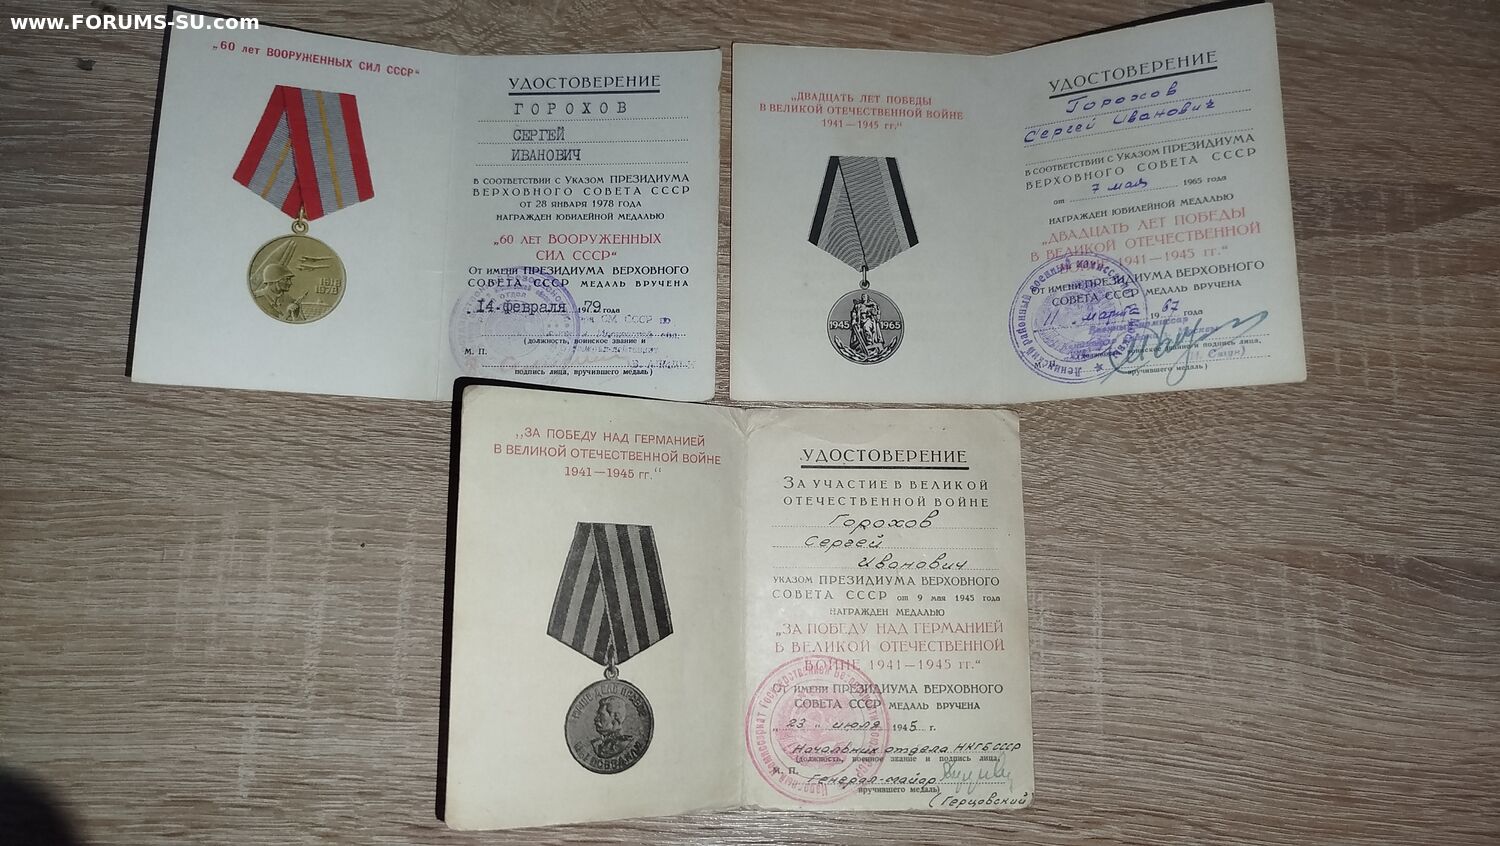 www.FORUMS-SU.com
„60 лет ВООРУЖЕННЫХ СИЛ СССР“
1918
1978
УДОСТОВЕРЕНИЕ
ГОРОХОВ
СЕРГЕЙ
ИВАНОВИЧ
В СООТВЕТСТВИИ С УКАЗОМ ПРЕЗИДИУМА
ВЕРХОВНОГО СОВЕТА СССР
ОТ 28 ЯНВАРЯ 1978 ГОДА
НАГРАЖДЕН ЮБИЛЕЙНОЙ МЕДАЛЬЮ
„60 ЛЕТ ВООРУЖЕННЫХ
СИЛ СССР“
ОТ ИМЕНИ ПРЕЗИДИУМА ВЕРХОВНОГО
СОВЕТА СССР МЕДАЛЬ ВРУЧЕНА
14 февраля 1979 года
(должность, воинское звание и
М. П.
подпись лица, вручившего медаль)
„ДВАДЦАТЬ ЛЕТ ПОБЕДЫ
В ВЕЛИКОЙ ОТЕЧЕСТВЕННОЙ ВОЙНЕ
1941—1945 гг.“
1945 1965
УДОСТОВЕРЕНИЕ
Горохов
Сергей Иванович
В СООТВЕТСТВИИ С УКАЗОМ ПРЕЗИДИУМА
ВЕРХОВНОГО СОВЕТА СССР
от 7 мая 1965 года
НАГРАЖДЕН ЮБИЛЕЙНОЙ МЕДАЛЬЮ
„ДВАДЦАТЬ ЛЕТ ПОБЕДЫ
В ВЕЛИКОЙ ОТЕЧЕСТВЕННОЙ
ВОЙНЕ 1941—1945 гг.“
ОТ ИМЕНИ ПРЕЗИДИУМА ВЕРХОВНОГО
СОВЕТА СССР МЕДАЛЬ ВРУЧЕНА
„11 марта 1967 года
вручившего медаль)
„ЗА ПОБЕДУ НАД ГЕРМАНИЕЙ
В ВЕЛИКОЙ ОТЕЧЕСТВЕННОЙ ВОЙНЕ
1941—1945 гг.“
УДОСТОВЕРЕНИЕ
ЗА УЧАСТИЕ В ВЕЛИКОЙ
ОТЕЧЕСТВЕННОЙ ВОЙНЕ
Горохов
Сергей
Иванович
УКАЗОМ ПРЕЗИДИУМА ВЕРХОВНОГО
СОВЕТА СССР от 9 мая 1945 года
НАГРАЖДЕН МЕДАЛЬЮ
„ЗА ПОБЕДУ НАД ГЕРМАНИЕЙ
В ВЕЛИКОЙ ОТЕЧЕСТВЕННОЙ
ВОЙНЕ 1941—1945 гг.“
ОТ ИМЕНИ ПРЕЗИДИУМА ВЕРХОВНОГО
СОВЕТА СССР МЕДАЛЬ ВРУЧЕНА
„23“ июля 1945 г.
Начальник отдела НКГБ СССР
(должность, военное звание и подпись лица,
М. П.
генерал-майор
вручившего медаль)
(Герцовский)